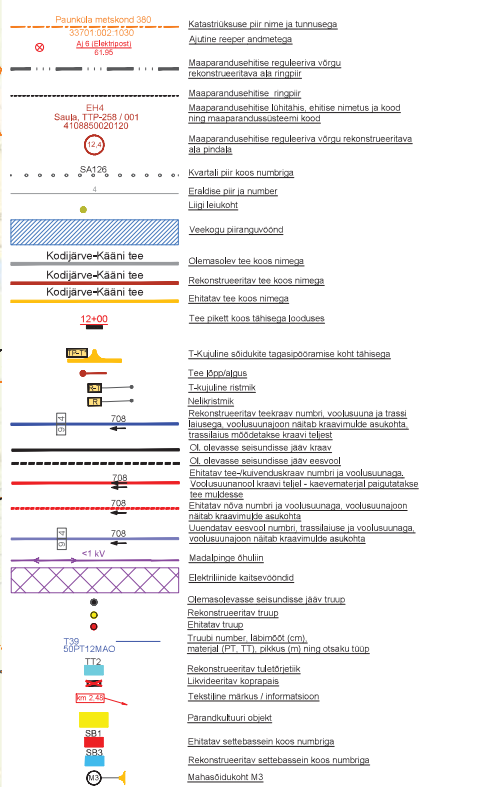 Paunküla metskond 380
33701:002:1030
Katastriüksuse piir nime ja tunnusega
Aj 6 (Elektripost)
61.95
Ajutine reeper andmetega
Maaparandusehitise reguleeriva võrgu
rekonstrueeritava ala ringpiir
Maaparandusehitise ringpiir
EH4
Saula, TTP-258 / 001
4108850020120
Maaparandusehitise lühitähis, ehitise nimetus ja kood
ning maaparandussüsteemi kood
12,4
Maaparandusehitise reguleeriva võrgu rekonstrueeritava
ala pindala
SA126
Kvartali piir koos numbriga
4
Eraldise piir ja number
Liigi leiukoht
Veekogu piiranguvöönd
Kodijärve-Kääni tee
Olemasolev tee koos nimega
Kodijärve-Kääni tee
Rekonstrueeritav tee koos nimega
Kodijärve-Kääni tee
Ehitatav tee koos nimega
12+00
Tee pikett koos tähisega looduses
TP-T1
T-Kujuline sõidukite tagasipööramise koht tähisega
Tee lõpp/algus
R-T
T-kujuline ristmik
R
Nelikristmik
9 4
708
Rekonstrueeritav teekraav numbri, voolusuuna ja trassi
laiusega, voolusuunajoon näitab kraavimulde asukohta,
trassilaius mõõdetakse kraavi teljest
Ol. olevasse seisundisse jääv kraav
Ol. olevasse seisundisse jääv eesvool
708
Ehitatav tee-/kuivenduskraav numbri ja voolusuunaga.
Voolusuunanool kraavi teljel - kaevematerjal paigutatakse
tee muldesse
708
Ehitatav nõva numbri ja voolusuunaga, voolusuunajoon
näitab kraavimulde asukohta
9 4
708
Uuendatav eesvool numbri, trassilaiuse ja voolusuunaga,
voolusuunajoon näitab kraavimulde asukohta
<1 kV
Madalpinge õhuliin
Elektriliinide kaitsevööndid
Olemasolevasse seisundisse jääv truup
Rekonstrueeritav truup
Ehitatav truup
T39
50PT12MAO
Truubi number, läbimõõt (cm),
materjal (PT, TT), pikkus (m) ning otsaku tüüp
TT2
Rekonstrueeritav tuletõrjetiik
Likvideeritav koprapais
km 2,48
Tekstiline märkus / informatsioon
Pärandkultuuri objekt
SB1
Ehitatav settebassein koos numbriga
SB3
Rekonstrueeritav settebassein koos numbriga
M3
Mahasõidukoht M3